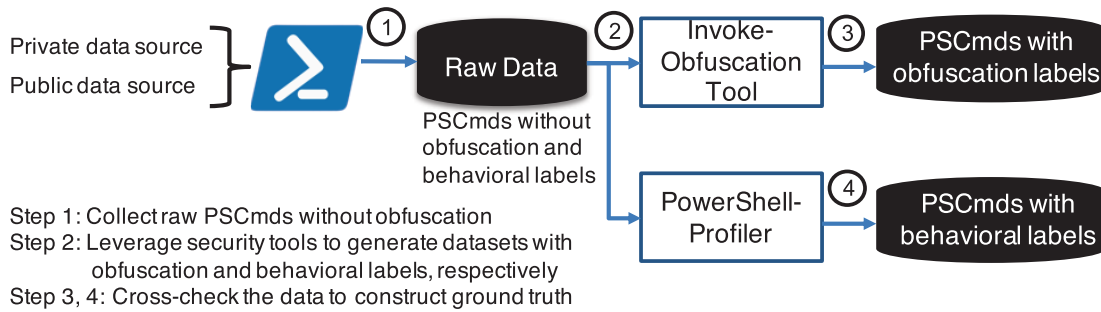 Private data source
Public data source
1
Raw Data
PSCmds without
obfuscation and
behavioral labels
2
Invoke-
Obfuscation
Tool
3
PSCmds with
obfuscation labels
PowerShell-
Profiler
4
PSCmds with
behavioral labels
Step 1: Collect raw PSCmds without obfuscation
Step 2: Leverage security tools to generate datasets with
obfuscation and behavioral labels, respectively
Step 3, 4: Cross-check the data to construct ground truth